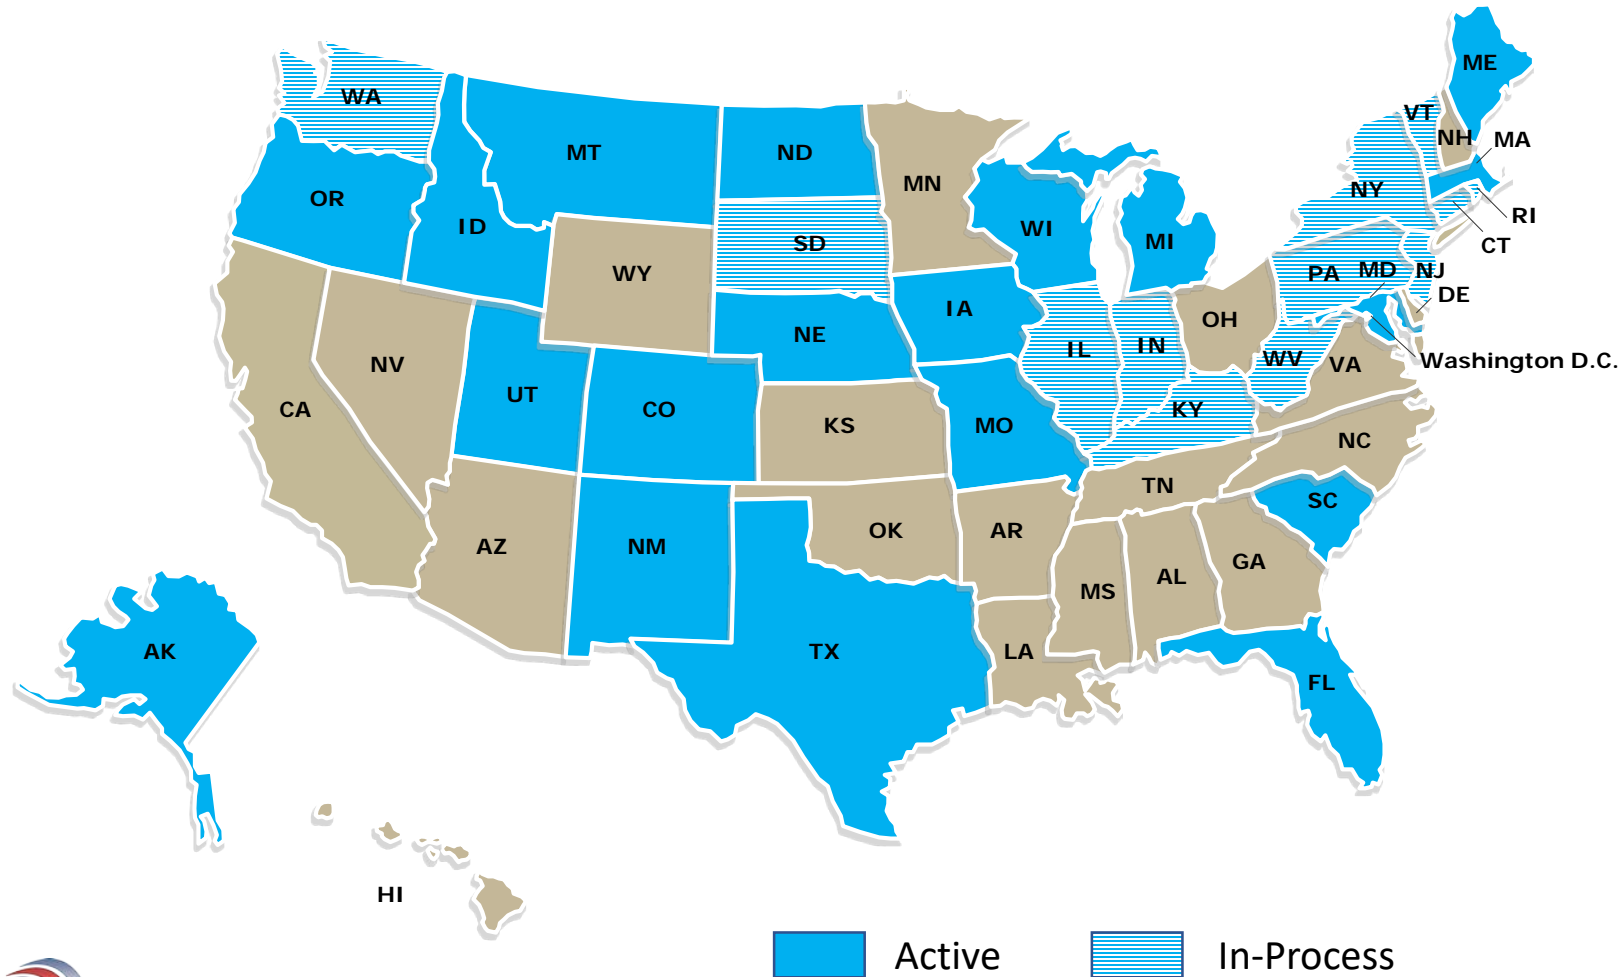 ME
WA
VT
NH
MA
MT
ND
MN
NY
OR
ID
WI
MI
RI
SD
CT
WY
PA
MD
NJ
DE
IA
OH
NE
IL
IN
WV
Washington D.C.
NV
VA
UT
CO
CA
KY
KS
MO
NC
TN
SC
OK
AR
AZ
NM
GA
AL
MS
AK
TX
LA
FL
HI
Active
In-Process